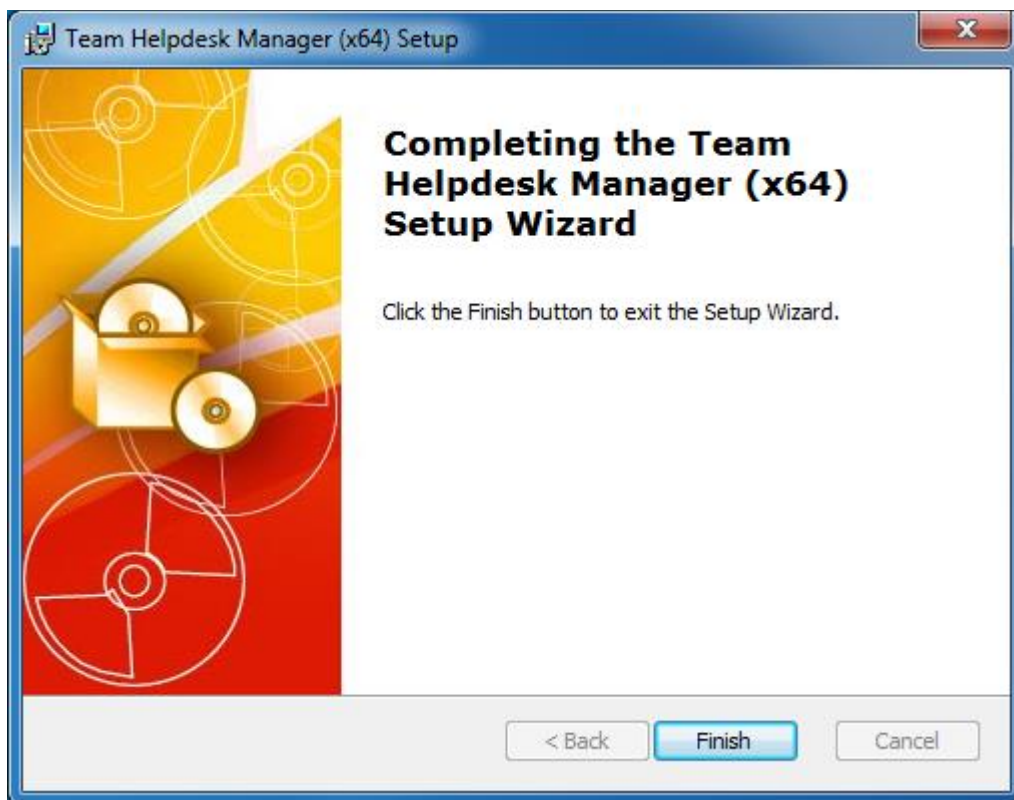 Team Helpdesk Manager (x64) Setup
Completing the Team
Helpdesk Manager (x64)
Setup Wizard
Click the Finish button to exit the Setup Wizard.
< Back
Finish
Cancel